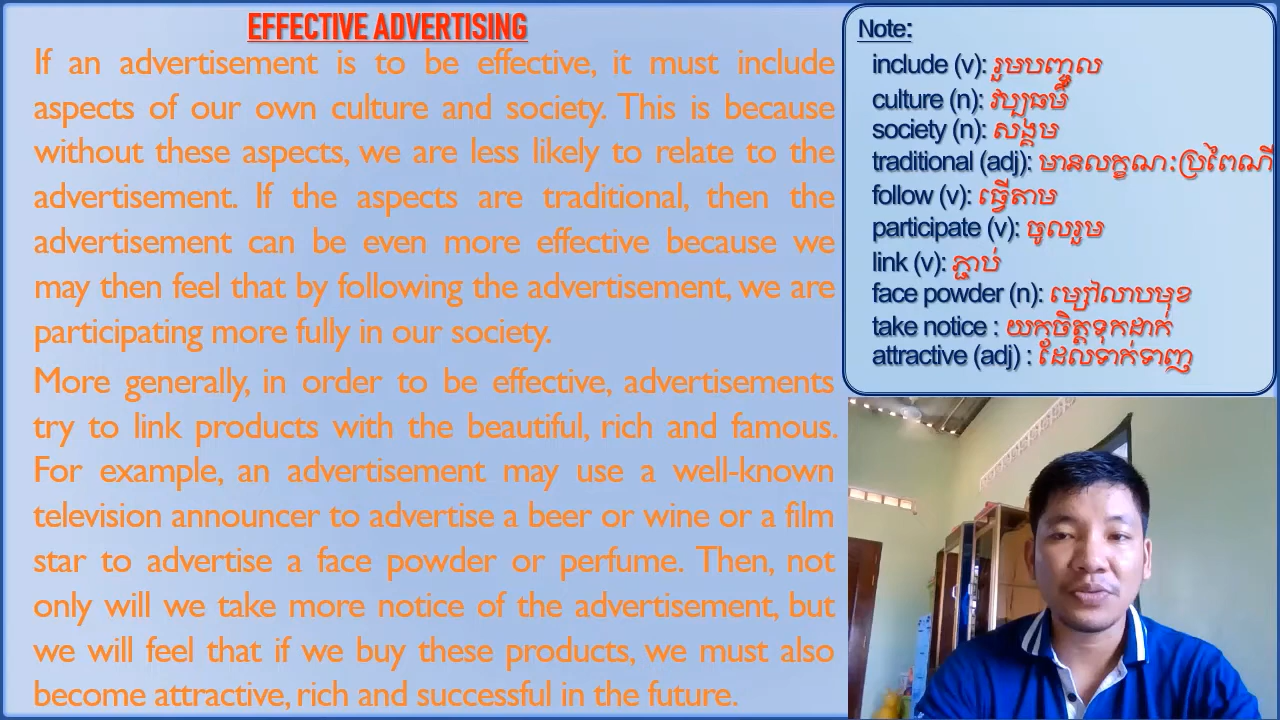 EFFECTIVE ADVERTISING
If an advertisement is to be effective, it must include
aspects of our own culture and society. This is because
without these aspects, we are less likely to relate to the
advertisement. If the aspects are traditional, then the
advertisement can be even more effective because we
may then feel that by following the advertisement, we are
participating more fully in our society.
More generally, in order to be effective, advertisements
try to link products with the beautiful, rich and famous.
For example, an advertisement may use a well-known
television announcer to advertise a beer or wine or a film
star to advertise a face powder or perfume. Then, not
only will we take more notice of the advertisement, but
we will feel that if we buy these products, we must also
become attractive, rich and successful in the future.
Note:
include (v): រួមបញ្ចូល
culture (n): វប្បធម៌
society (n): សង្គម
traditional (adj): មានលក្ខណៈប្រពៃណី
follow (v): ធ្វើតាម
participate (v): ចូលរួម
link (v): ភ្ជាប់
face powder (n): ម្សៅលាបមុខ
take notice : យកចិត្តទុកដាក់
attractive (adj) : ដែលទាក់ទាញ